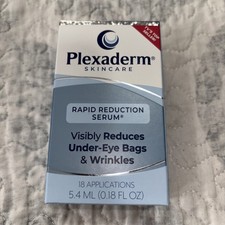 Plexaderm®
SKINCARE
RAPID REDUCTION
SERUM®
Visibly Reduces
Under-Eye Bags
& Wrinkles
18 APPLICATIONS
5.4 ML (0.18 FL OZ)